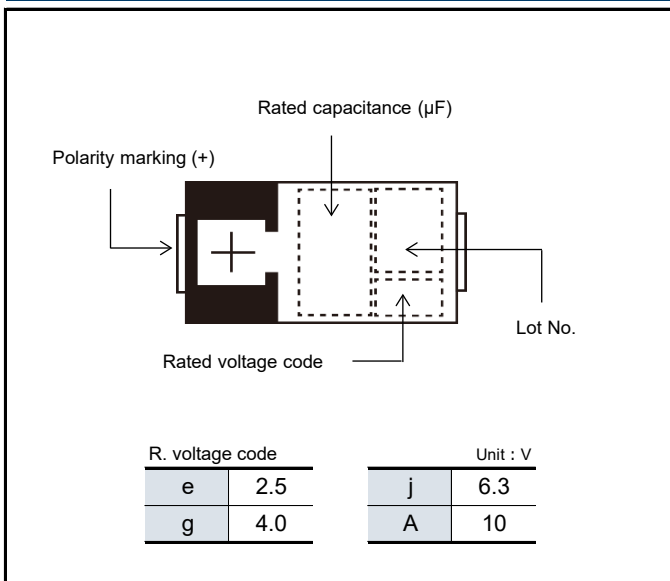 Rated capacitance (µF)
Polarity marking (+)
+
Lot No.
Rated voltage code
R. voltage code
Unit : V
e 2.5 j 6.3
g 4.0 A 10